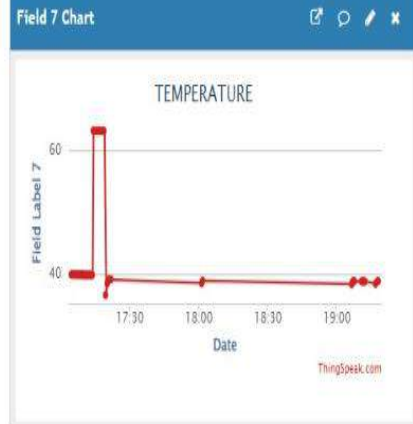 Field 7 Chart
TEMPERATURE
60
40
Field Label 7
17:30 18:00 18:30 19:00
Date
ThingSpeak.com